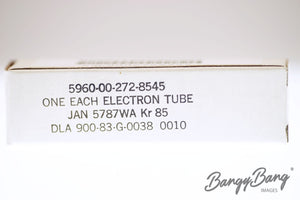 5960-00-272-8545
ONE EACH ELECTRON TUBE
JAN 5787WA Kr 85
DLA 900-83-G-0038 0010
BangyBang
IMAGES